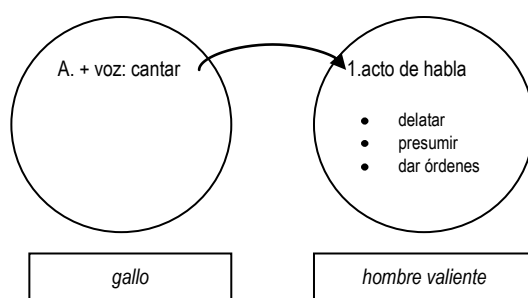 A. + voz: cantar
1.acto de habla
● delatar
● presumir
● dar órdenes
gallo
hombre valiente